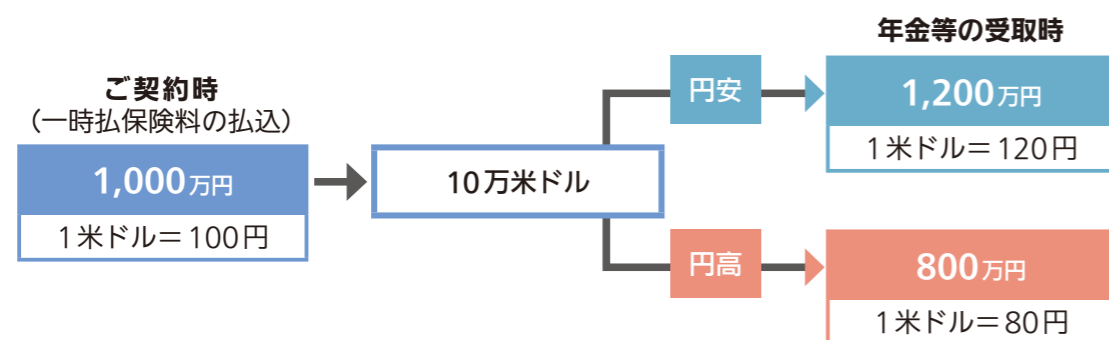 ご契約時
（一時払保険料の払込）
1,000万円
1米ドル＝100円
10万米ドル
円安
年金等の受取時
1,200万円
1米ドル＝120円
円高
800万円
1米ドル＝80円